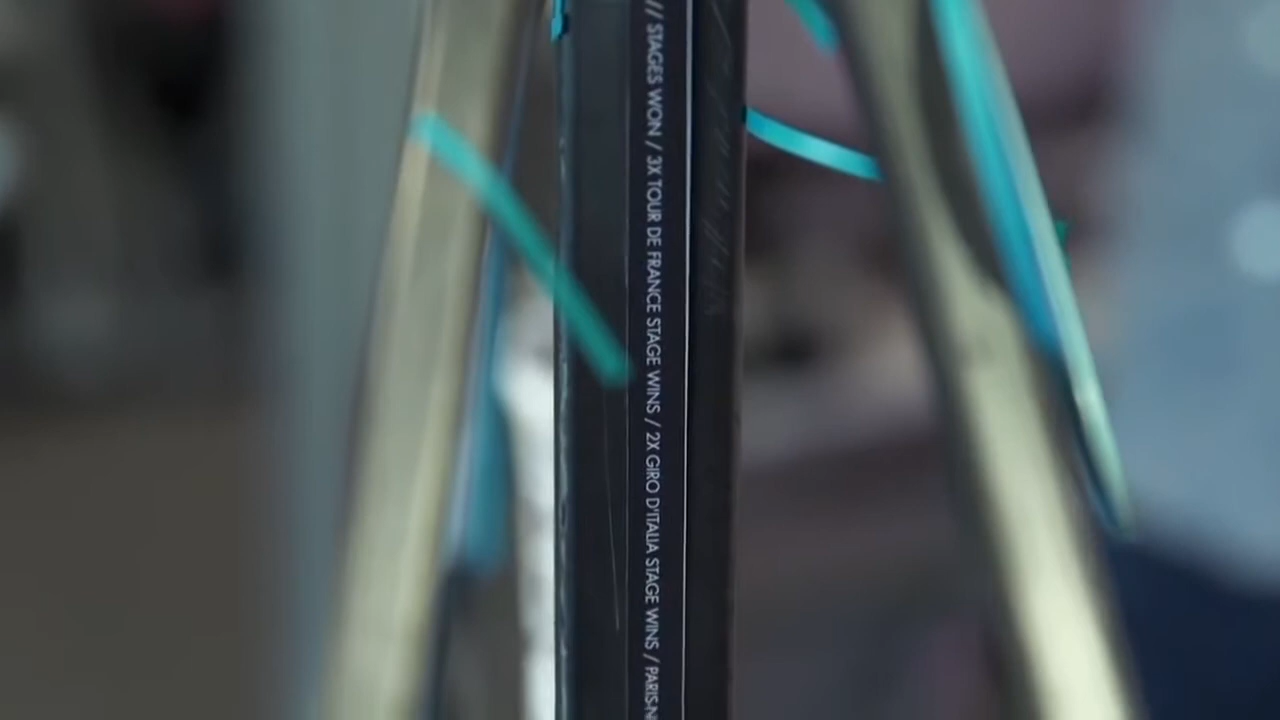 // STAGES WON / 3X TOUR DE FRANCE STAGE WINS / 2X GIRO D'ITALIA STAGE WINS /